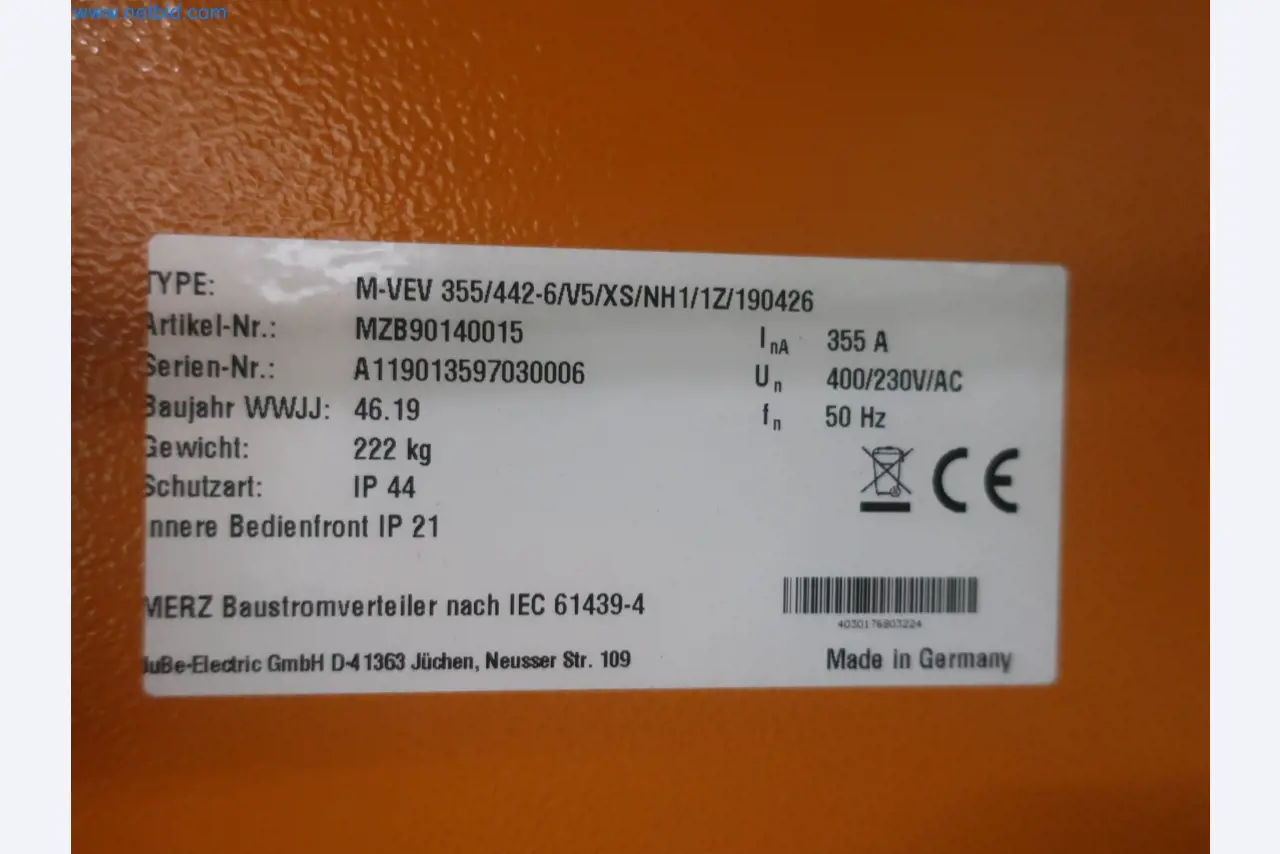 www.netbid.com
TYPE: M-VEV 355/442-6/V5/XS/NH1/1Z/190426
Artikel-Nr.: MZB90140015
InA 355 A
Serien-Nr.: A119013597030006
Un 400/230V/AC
Baujahr WWJJ: 46.19
fn 50 Hz
Gewicht: 222 kg
Schutzart: IP 44
CE
Innere Bedienfront IP 21
MERZ Baustromverteiler nach IEC 61439-4
4030176803224
JuBe-Electric GmbH D-41363 Jüchen, Neusser Str. 109
Made in Germany